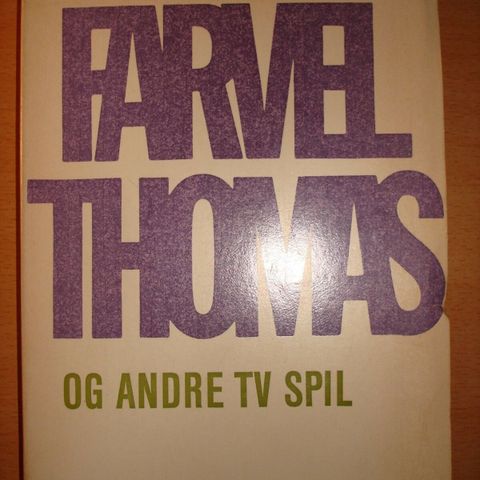 FARVEL
THOMAS
OG ANDRE TV SPIL